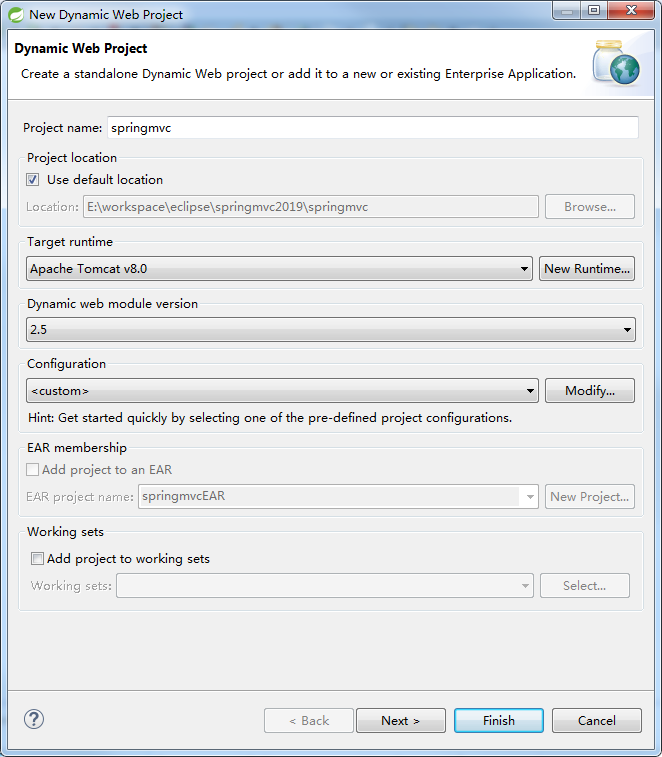 New Dynamic Web Project
Dynamic Web Project
Create a standalone Dynamic Web project or add it to a new or existing Enterprise Application.
Project name: springmvc
Project location
Use default location
Location: E:\workspace\eclipse\springmvc2019\springmvc Browse...
Target runtime
Apache Tomcat v8.0 New Runtime...
Dynamic web module version
2.5
Configuration
<custom> Modify...
Hint: Get started quickly by selecting one of the pre-defined project configurations.
EAR membership
Add project to an EAR
EAR project name: springmvcEAR New Project...
Working sets
Add project to working sets
Working sets: Select...
? < Back Next > Finish Cancel